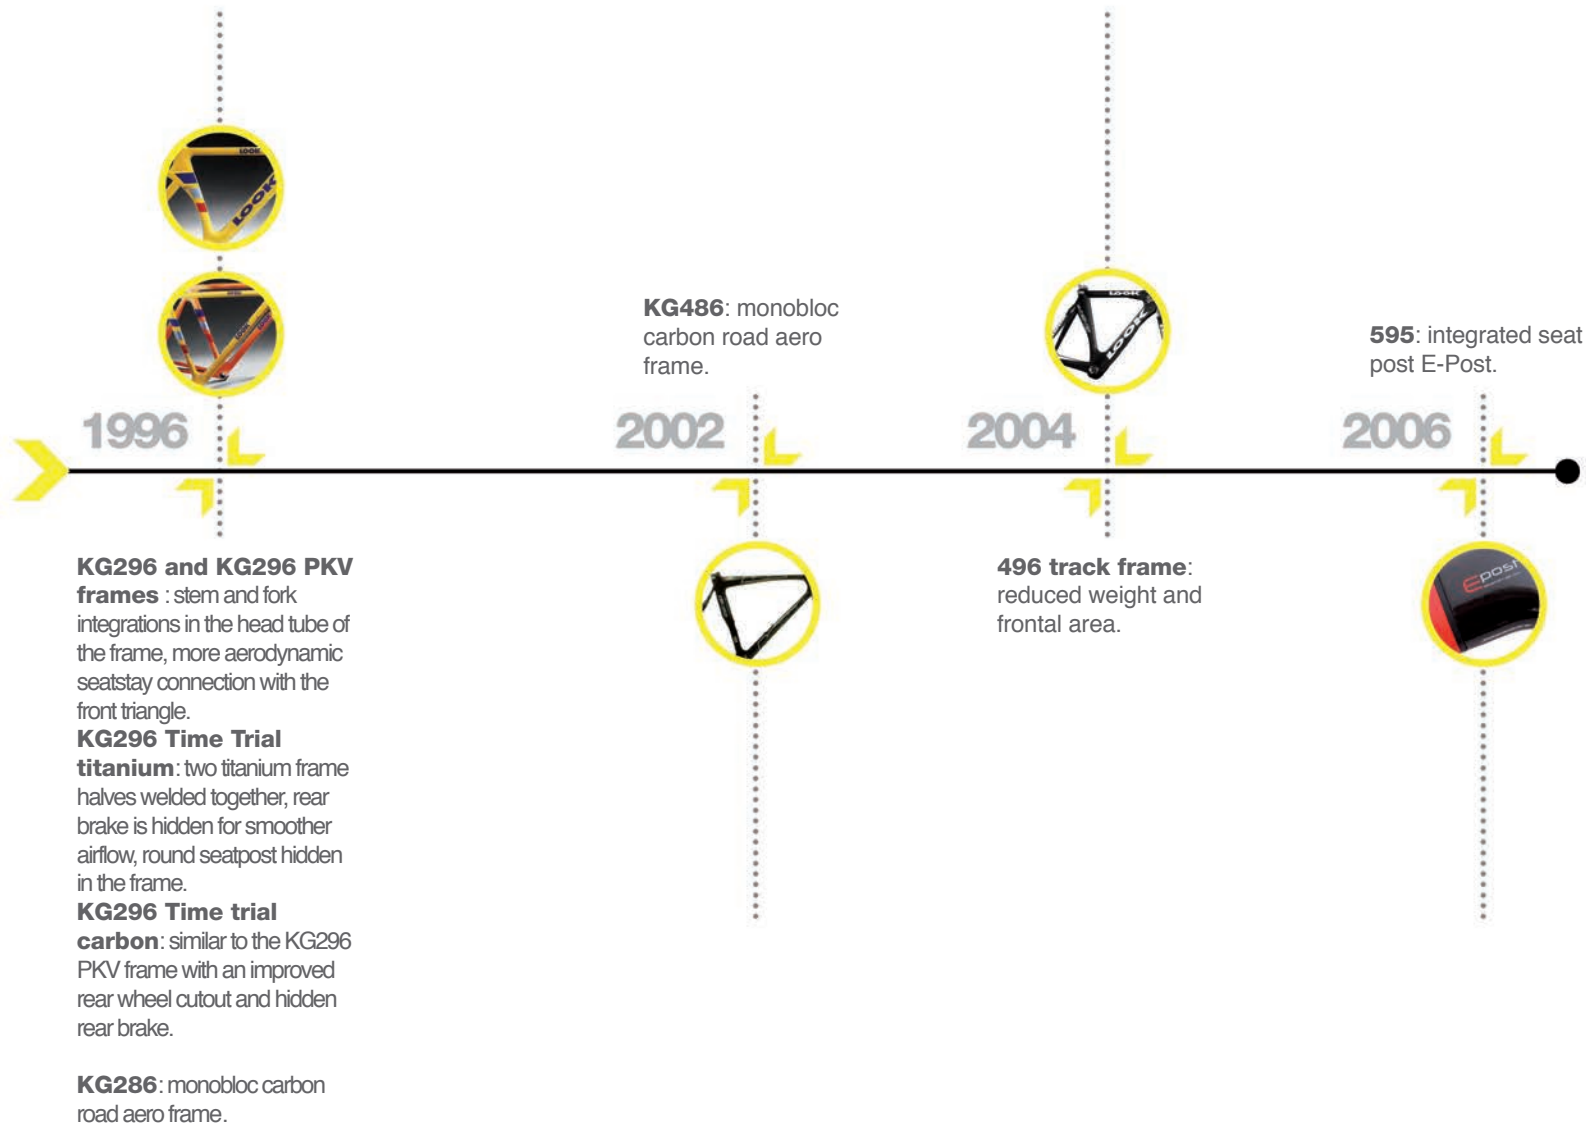 LOOK
LOOK
KG486: monobloc
carbon road aero
frame.
LOOK
LOOK
595: integrated seat
post E-Post.
1996
2002
2004
2006
KG296 and KG296 PKV
frames : stem and fork
integrations in the head tube of
the frame, more aerodynamic
seatstay connection with the
front triangle.
KG296 Time Trial
titanium: two titanium frame
halves welded together, rear
brake is hidden for smoother
airflow, round seatpost hidden
in the frame.
KG296 Time trial
carbon: similar to the KG296
PKV frame with an improved
rear wheel cutout and hidden
rear brake.
KG286: monobloc carbon
road aero frame.
496 track frame:
reduced weight and
frontal area.
Epost